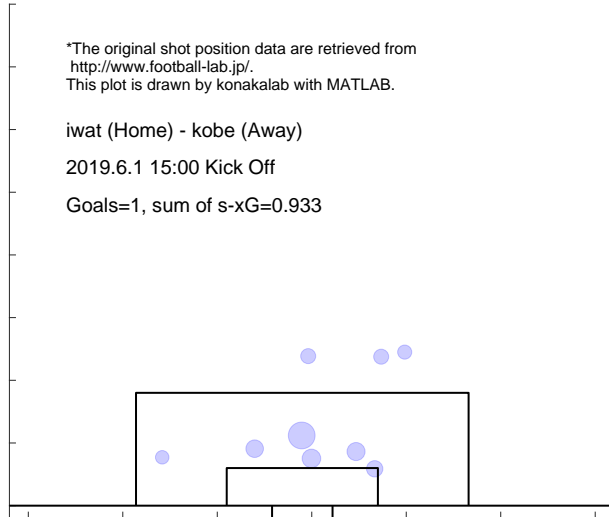 *The original shot position data are retrieved from
http://www.football-lab.jp/.
This plot is drawn by konakalab with MATLAB.
iwat (Home) - kobe (Away)
2019.6.1 15:00 Kick Off
Goals=1, sum of s-xG=0.933